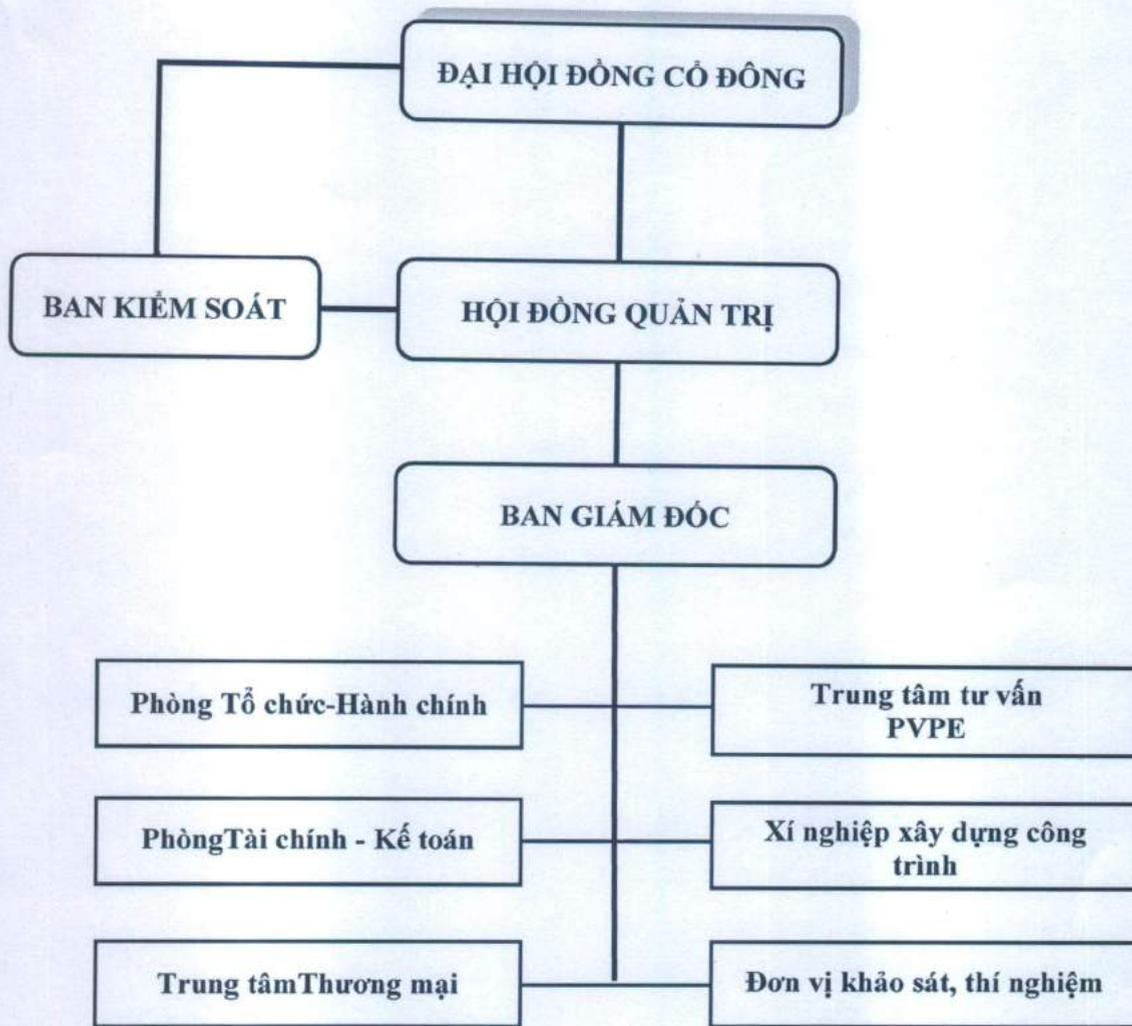 ĐẠI HỘI ĐỒNG CỔ ĐÔNG
BAN KIỂM SOÁT
HỘI ĐỒNG QUẢN TRỊ
BAN GIÁM ĐỐC
Phòng Tổ chức-Hành chính
Trung tâm tư vấn
PVPE
PhòngTài chính - Kế toán
Xí nghiệp xây dựng công
trình
Trung tâmThương mại
Đơn vị khảo sát, thí nghiệm